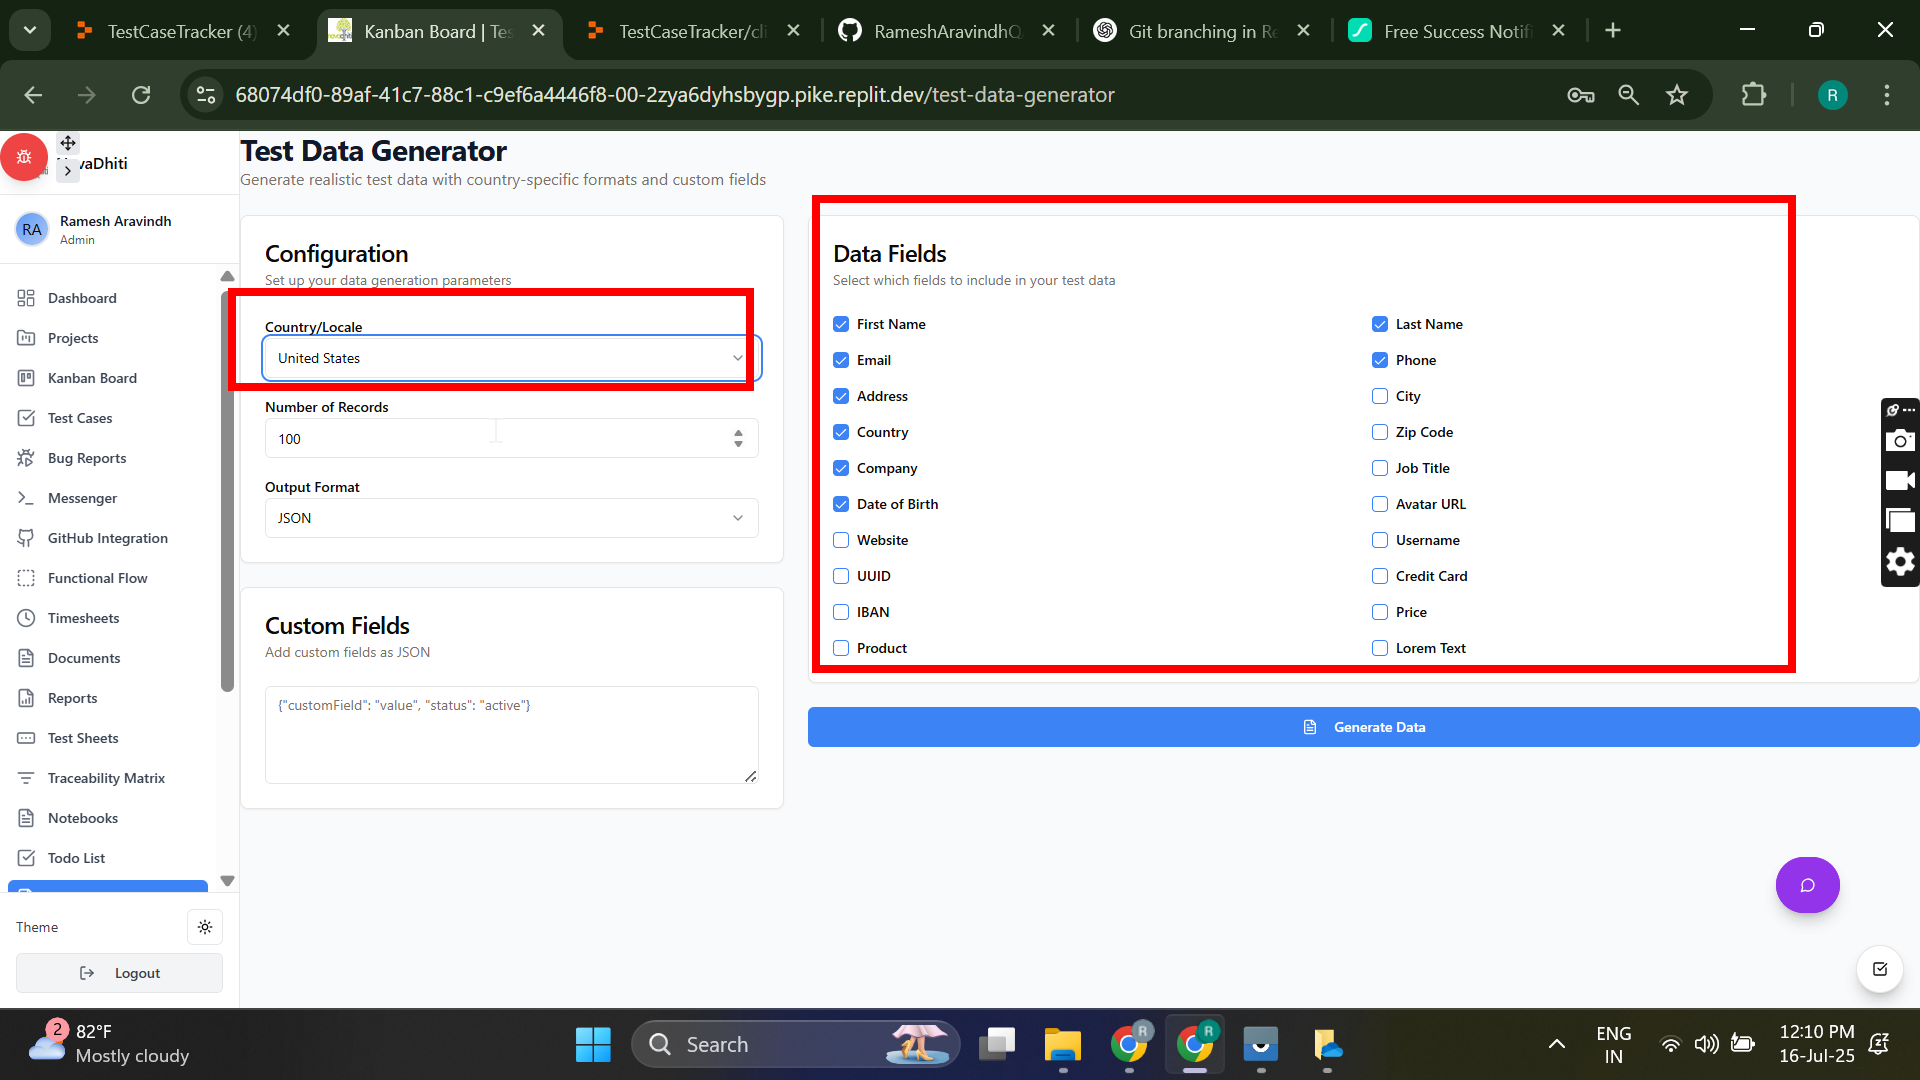 TestCaseTracker (4)
Kanban Board | Tes
TestCaseTracker/cli
RameshAravindhQ
Git branching in Re
Free Success Notifi
68074df0-89af-41c7-88c1-c9ef6a4446f8-00-2zya6dyhsbygp.pike.replit.dev/test-data-generator
R
vaDhiti
RA
Ramesh Aravindh
Admin
Dashboard
Projects
Kanban Board
Test Cases
Bug Reports
Messenger
GitHub Integration
Functional Flow
Timesheets
Documents
Reports
Test Sheets
Traceability Matrix
Notebooks
Todo List
Theme
Logout
Test Data Generator
Generate realistic test data with country-specific formats and custom fields
Configuration
Set up your data generation parameters
Country/Locale
United States
Number of Records
100
Output Format
JSON
Custom Fields
Add custom fields as JSON
{"customField": "value", "status": "active"}
Data Fields
Select which fields to include in your test data
First Name
Last Name
Email
Phone
Address
City
Country
Zip Code
Company
Job Title
Date of Birth
Avatar URL
Website
Username
UUID
Credit Card
IBAN
Price
Product
Lorem Text
Generate Data
2
82°F
Mostly cloudy
Search
R
R
ENG
IN
12:10 PM
16-Jul-25